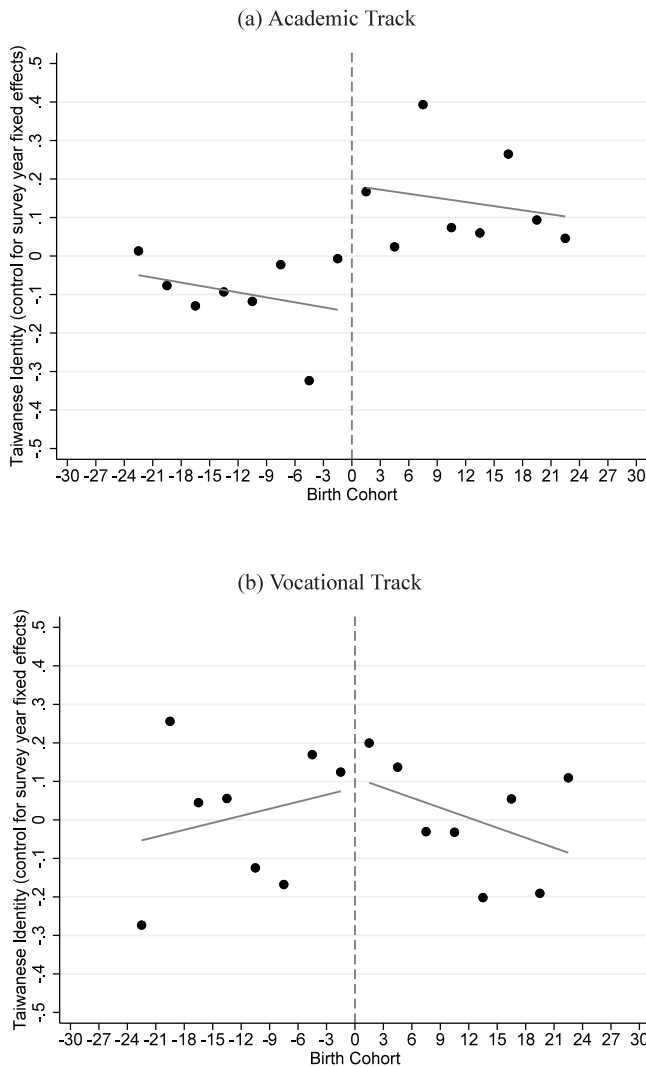 (a) Academic Track
Taiwanese Identity (control for survey year fixed effects)
.5
.4
.3
.2
.1
0
-.1
-.2
-.3
-.4
-.5
-30 -27 -24 -21 -18 -15 -12 -9 -6 -3 0 3 6 9 12 15 18 21 24 27 30
Birth Cohort
(b) Vocational Track
Taiwanese Identity (control for survey year fixed effects)
.5
.4
.3
.2
.1
0
-.1
-.2
-.3
-.4
-.5
-30 -27 -24 -21 -18 -15 -12 -9 -6 -3 0 3 6 9 12 15 18 21 24 27 30
Birth Cohort